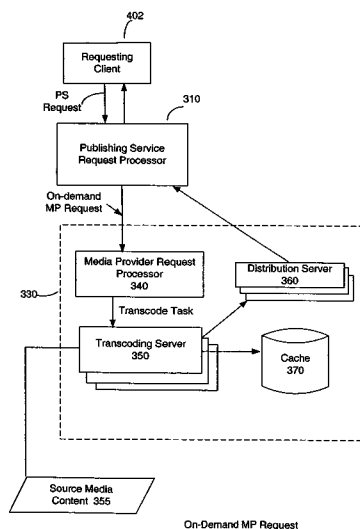 402
Requesting
Client
PS
Request
310
Publishing Service
Request Processor
On-demand
MP Request
330
Media Provider Request
Processor
340
Distribution Server
360
Transcode Task
Transcoding Server
350
Cache
370
Source Media
Content 355
On-Demand MP Request